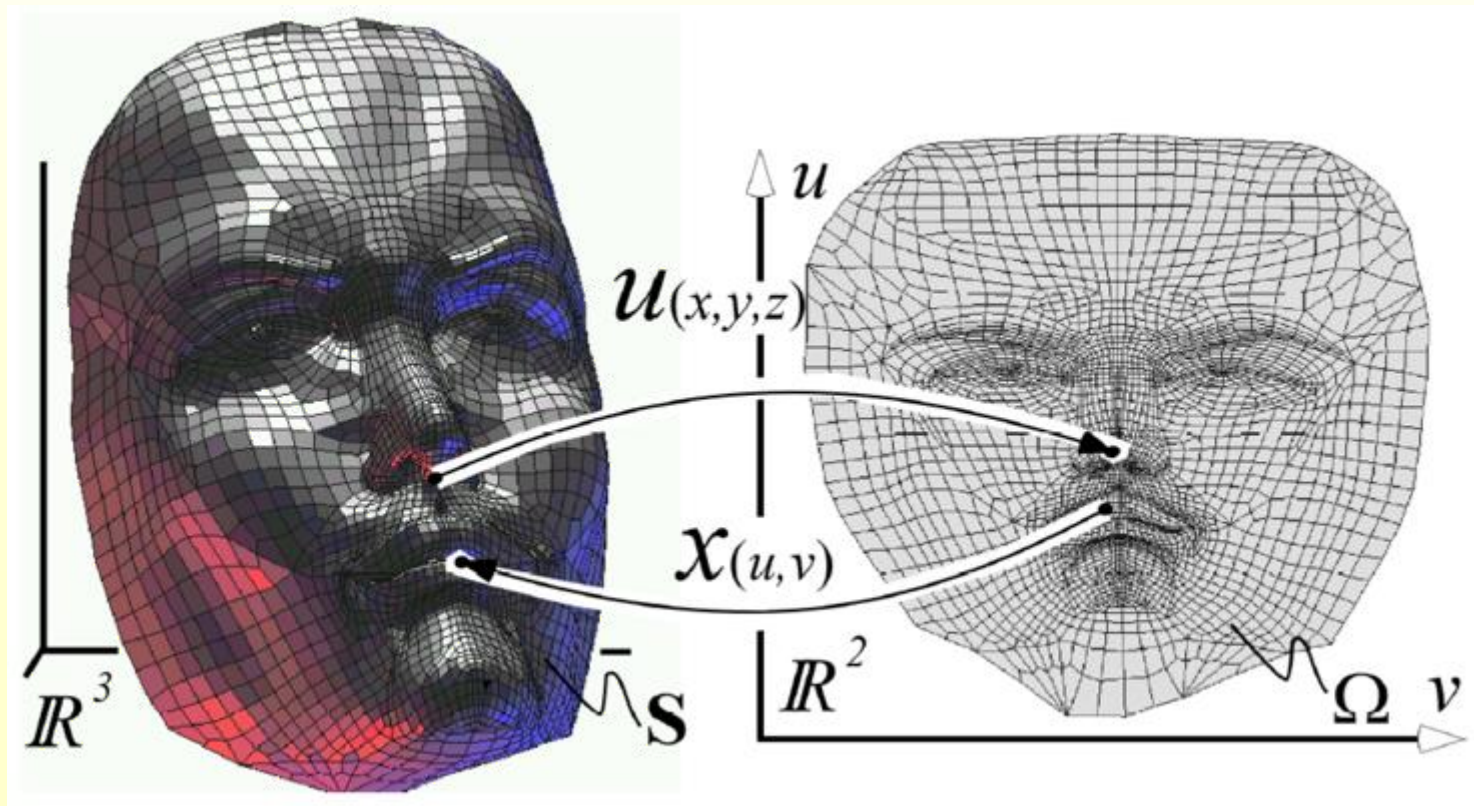 u
u(x,y,z)
x(u,v)
ℝ³
S
ℝ²
Ω
v